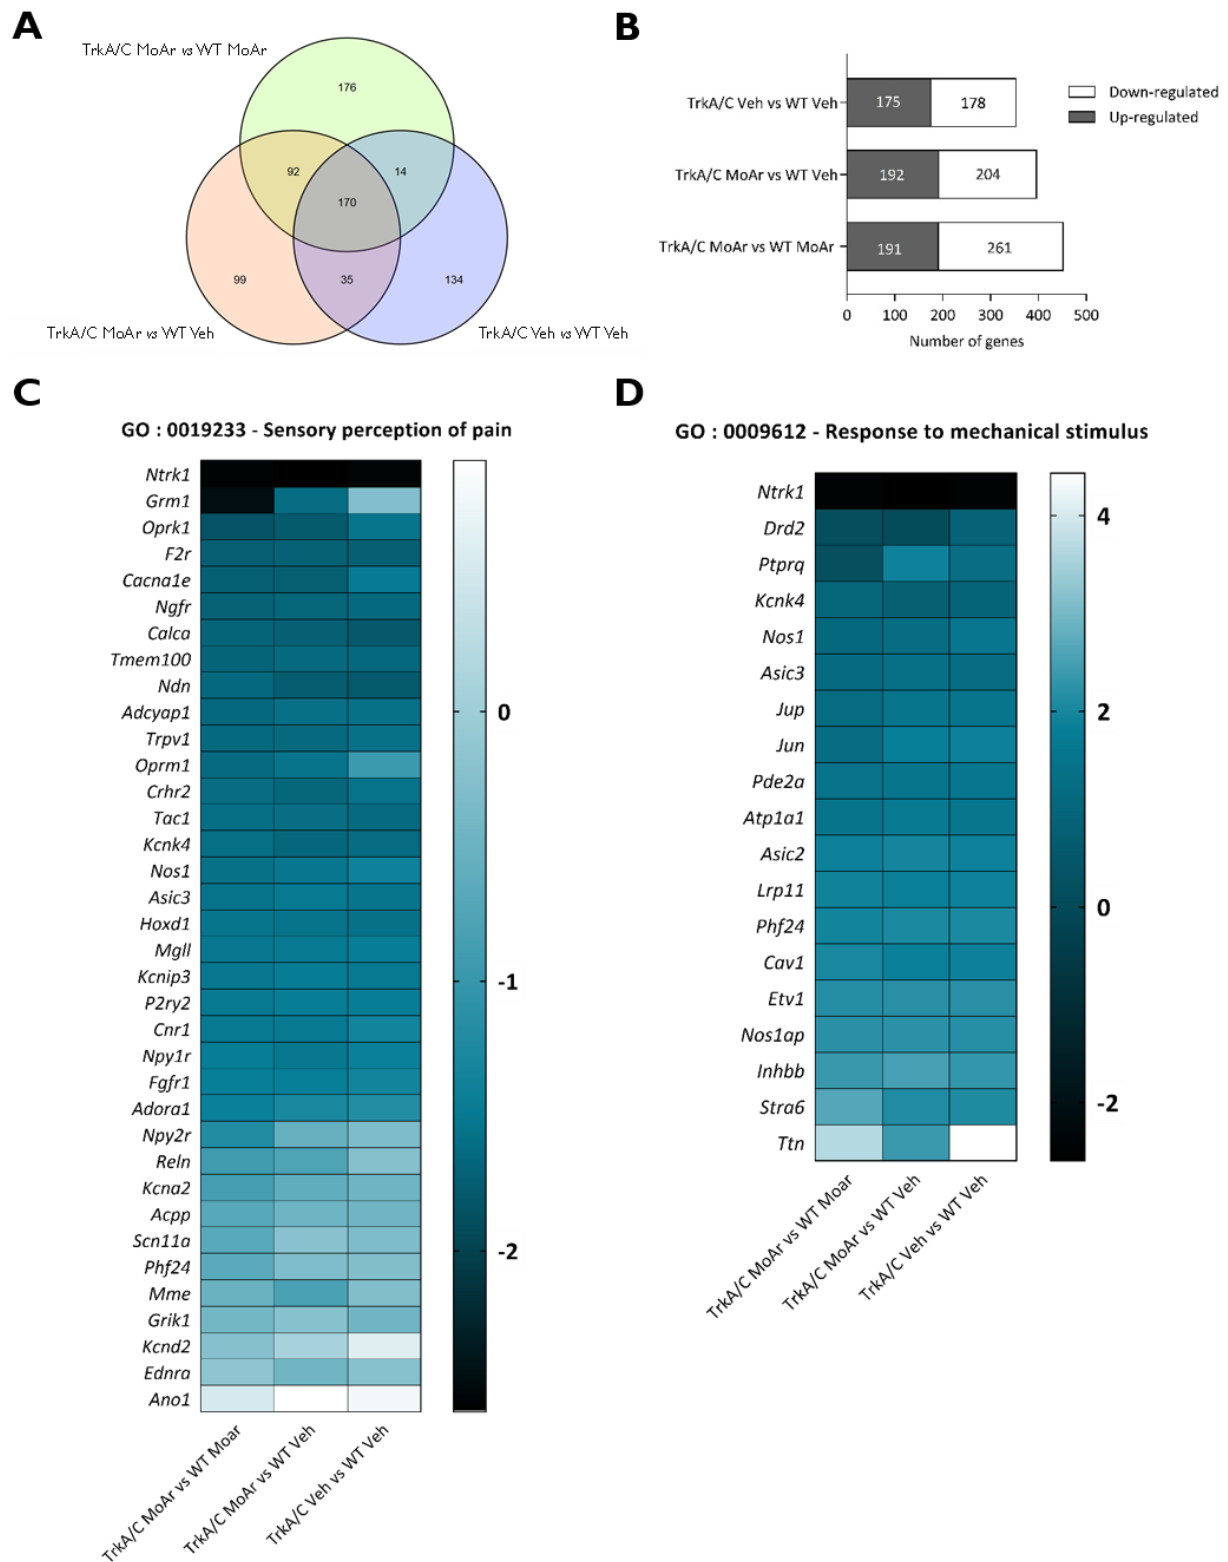 A
TrkA/C MoAr vs WT MoAr
176
92
14
170
99
35
134
TrkA/C MoAr vs WT Veh
TrkA/C Veh vs WT Veh
B
TrkA/C Veh vs WT Veh
175
178
TrkA/C MoAr vs WT Veh
192
204
TrkA/C MoAr vs WT MoAr
191
261
Down-regulated
Up-regulated
0 100 200 300 400 500
Number of genes
C
GO : 0019233 - Sensory perception of pain
Ntrk1
Grm1
Oprk1
F2r
Cacna1e
Ngfr
Calca
Tmem100
Ndn
Adcyap1
Trpv1
Oprm1
Crhr2
Tac1
Kcnk4
Nos1
Asic3
Hoxd1
Mgll
Kcnip3
P2ry2
Cnr1
Npy1r
Fgfr1
Adora1
Npy2r
Reln
Kcna2
Acpp
Scn11a
Phf24
Mme
Grik1
Kcnd2
Ednra
Ano1
0
-1
-2
TrkA/C MoAr vs WT Moar
TrkA/C MoAr vs WT Veh
TrkA/C Veh vs WT Veh
D
GO : 0009612 - Response to mechanical stimulus
Ntrk1
Drd2
Ptprq
Kcnk4
Nos1
Asic3
Jup
Jun
Pde2a
Atp1a1
Asic2
Lrp11
Phf24
Cav1
Etv1
Nos1ap
Inhbb
Stra6
Ttn
4
2
0
-2
TrkA/C MoAr vs WT Moar
TrkA/C MoAr vs WT Veh
TrkA/C Veh vs WT Veh